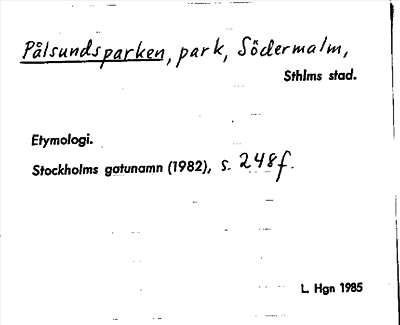 Pålsundsparken, park, Södermalm,
Sthlms stad.
Etymologi.
Stockholms gatunamn (1982), s. 248f.
L. Hgn 1985